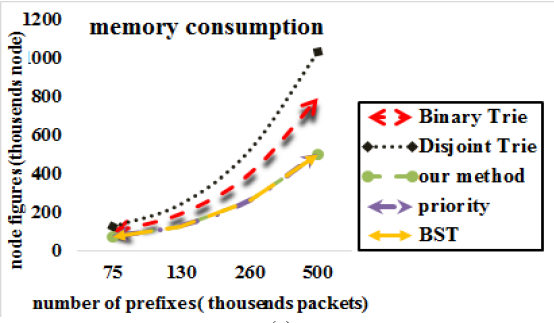 1200
memory consumption
1000
800
600
400
200
0
node figures (thousends node)
75 130 260 500
number of prefixes( thousends packets)
Binary Trie
Disjoint Trie
our method
priority
BST